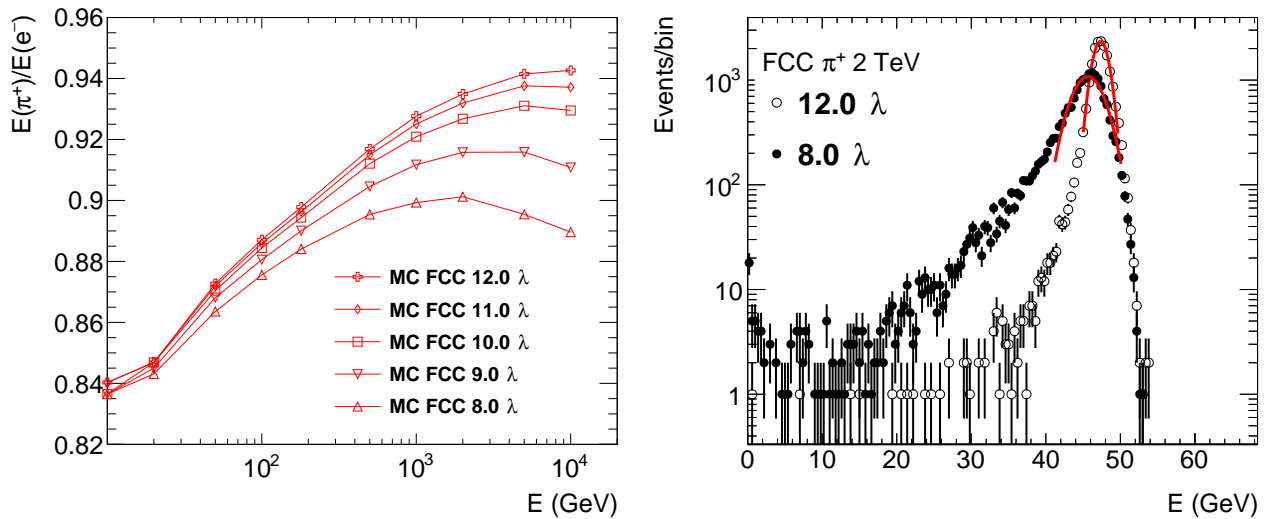 E(π⁺)/E(e⁻)
0.96
0.94
0.92
0.9
0.88
0.86
0.84
0.82
MC FCC 12.0 λ
MC FCC 11.0 λ
MC FCC 10.0 λ
MC FCC 9.0 λ
MC FCC 8.0 λ
10² 10³ 10⁴
E (GeV)
Events/bin
10³
10²
10
1
FCC π⁺ 2 TeV
12.0 λ
8.0 λ
0 10 20 30 40 50 60
E (GeV)